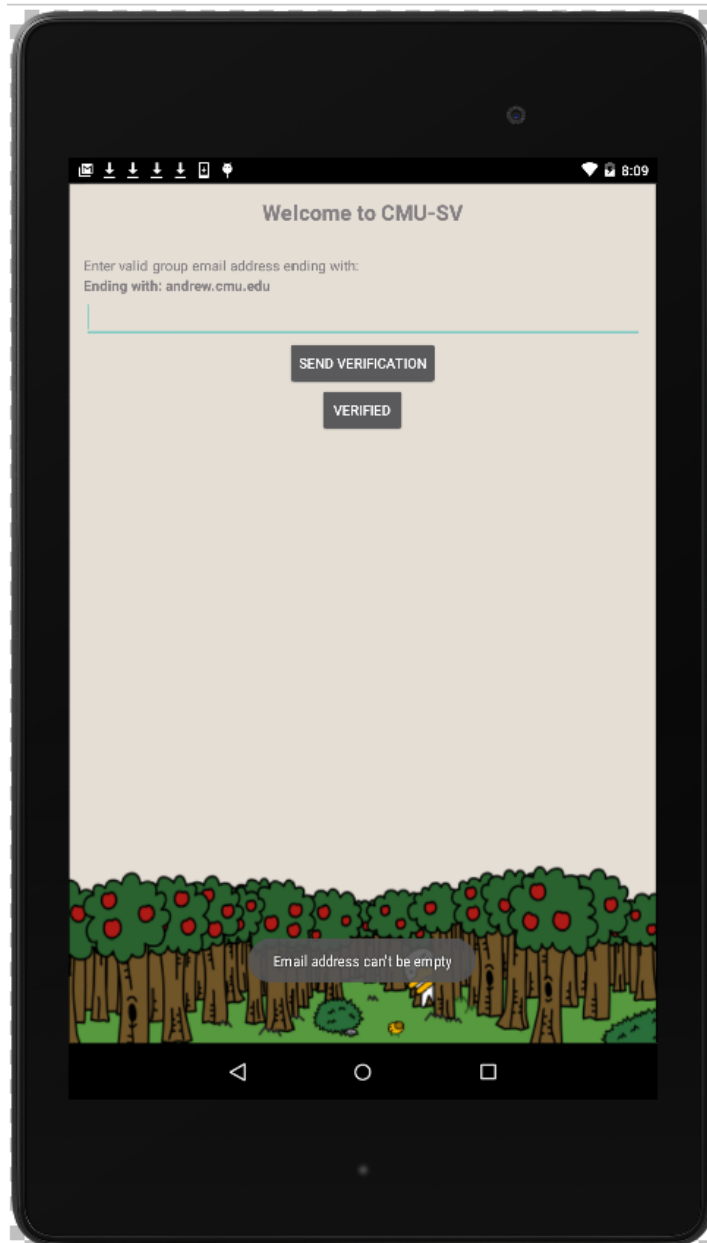 8:09
Welcome to CMU-SV
Enter valid group email address ending with:
Ending with: andrew.cmu.edu
SEND VERIFICATION
VERIFIED
Email address can't be empty